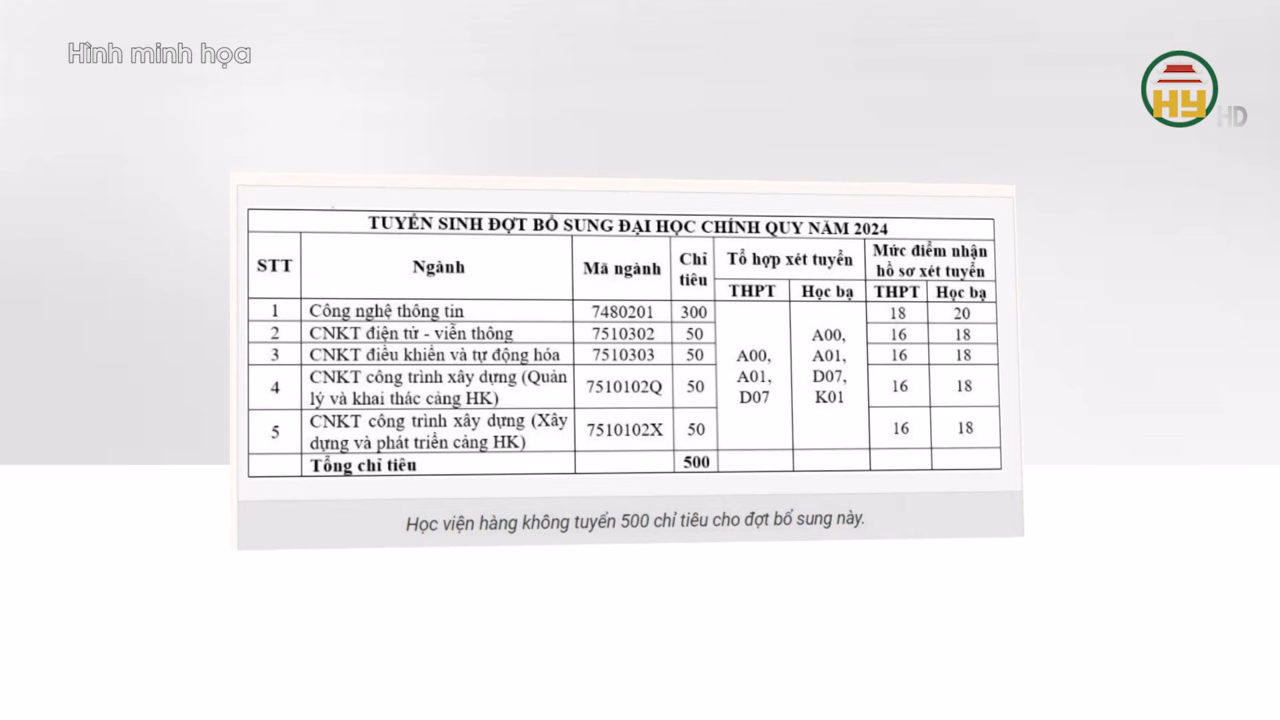 Hình minh họa
HY HD
TUYỂN SINH ĐỢT BỔ SUNG ĐẠI HỌC CHÍNH QUY NĂM 2024
STT Ngành Mã ngành Chỉ tiêu Tổ hợp xét tuyển Mức điểm nhận hồ sơ xét tuyển
THPT Học bạ THPT Học bạ
1 Công nghệ thông tin 7480201 300 A00, A01, D07 A00, A01, D07, K01 18 20
2 CNKT điện tử - viễn thông 7510302 50 16 18
3 CNKT điều khiển và tự động hóa 7510303 50 16 18
4 CNKT công trình xây dựng (Quản lý và khai thác cảng HK) 7510102Q 50 16 18
5 CNKT công trình xây dựng (Xây dựng và phát triển cảng HK) 7510102X 50 16 18
Tổng chỉ tiêu 500
Học viện hàng không tuyển 500 chỉ tiêu cho đợt bổ sung này.